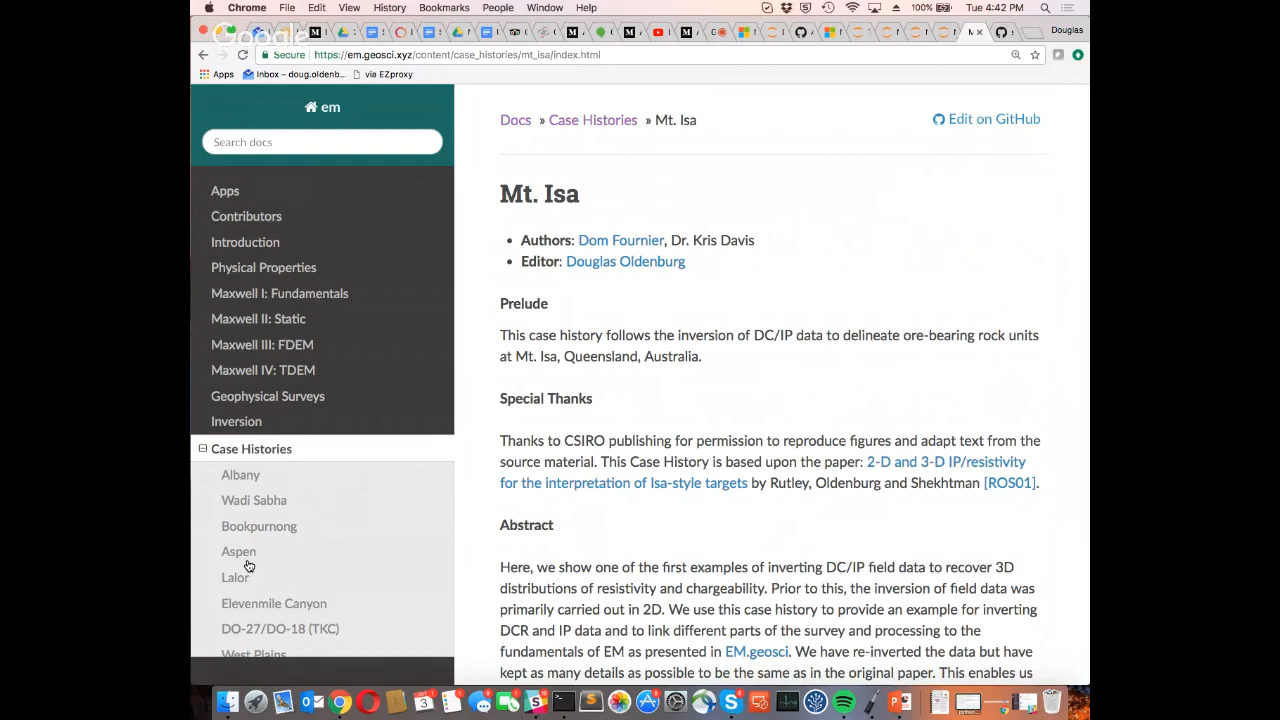 Chrome File Edit View History Bookmarks People Window Help 100% Tue 4:42 PM
Google
Douglas
Secure https://em.geosci.xyz/content/case_histories/mt_isa/index.html
Apps Inbox – doug.oldenb... via EZproxy
em
Search docs
Apps
Contributors
Introduction
Physical Properties
Maxwell I: Fundamentals
Maxwell II: Static
Maxwell III: FDEM
Maxwell IV: TDEM
Geophysical Surveys
Inversion
Case Histories
Albany
Wadi Sabha
Bookpurnong
Aspen
Lalor
Elevenmile Canyon
DO-27/DO-18 (TKC)
West Plains
Docs » Case Histories » Mt. Isa
Edit on GitHub
Mt. Isa
• Authors: Dom Fournier, Dr. Kris Davis
• Editor: Douglas Oldenburg
Prelude
This case history follows the inversion of DC/IP data to delineate ore-bearing rock units
at Mt. Isa, Queensland, Australia.
Special Thanks
Thanks to CSIRO publishing for permission to reproduce figures and adapt text from the
source material. This Case History is based upon the paper: 2-D and 3-D IP/resistivity
for the interpretation of Isa-style targets by Rutley, Oldenburg and Shekhtman [ROS01].
Abstract
Here, we show one of the first examples of inverting DC/IP field data to recover 3D
distributions of resistivity and chargeability. Prior to this, the inversion of field data was
primarily carried out in 2D. We use this case history to provide an example for inverting
DCR and IP data and to link different parts of the survey and processing to the
fundamentals of EM as presented in EM.geosci. We have re-inverted the data but have
kept as many details as possible to be the same as in the original paper. This enables us